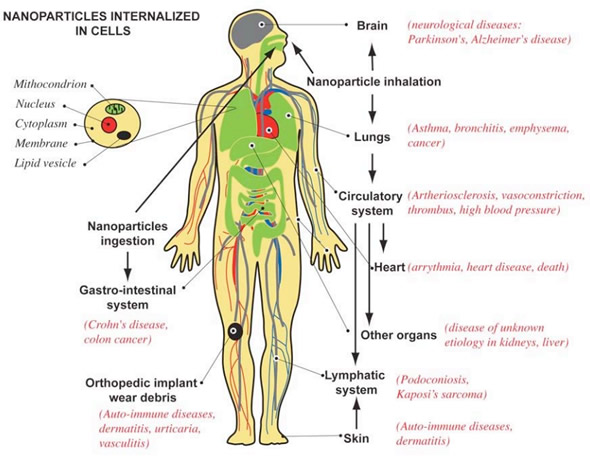 NANOPARTICLES INTERNALIZED
IN CELLS
Mithocondrion
Nucleus
Cytoplasm
Membrane
Lipid vesicle
Brain
(neurological diseases:
Parkinson's, Alzheimer's disease)
Nanoparticle inhalation
Lungs
(Asthma, bronchitis, emphysema,
cancer)
Circulatory
system
(Artheriosclerosis, vasoconstriction,
thrombus, high blood pressure)
Nanoparticles
ingestion
Heart
(arrythmia, heart disease, death)
Gastro-intestinal
system
(Crohn's disease,
colon cancer)
Other organs
(disease of unknown
etiology in kidneys, liver)
Orthopedic implant
wear debris
(Auto-immune diseases,
dermatitis, urticaria,
vasculitis)
Lymphatic
system
(Podoconiosis,
Kaposi's sarcoma)
Skin
(Auto-immune diseases,
dermatitis)